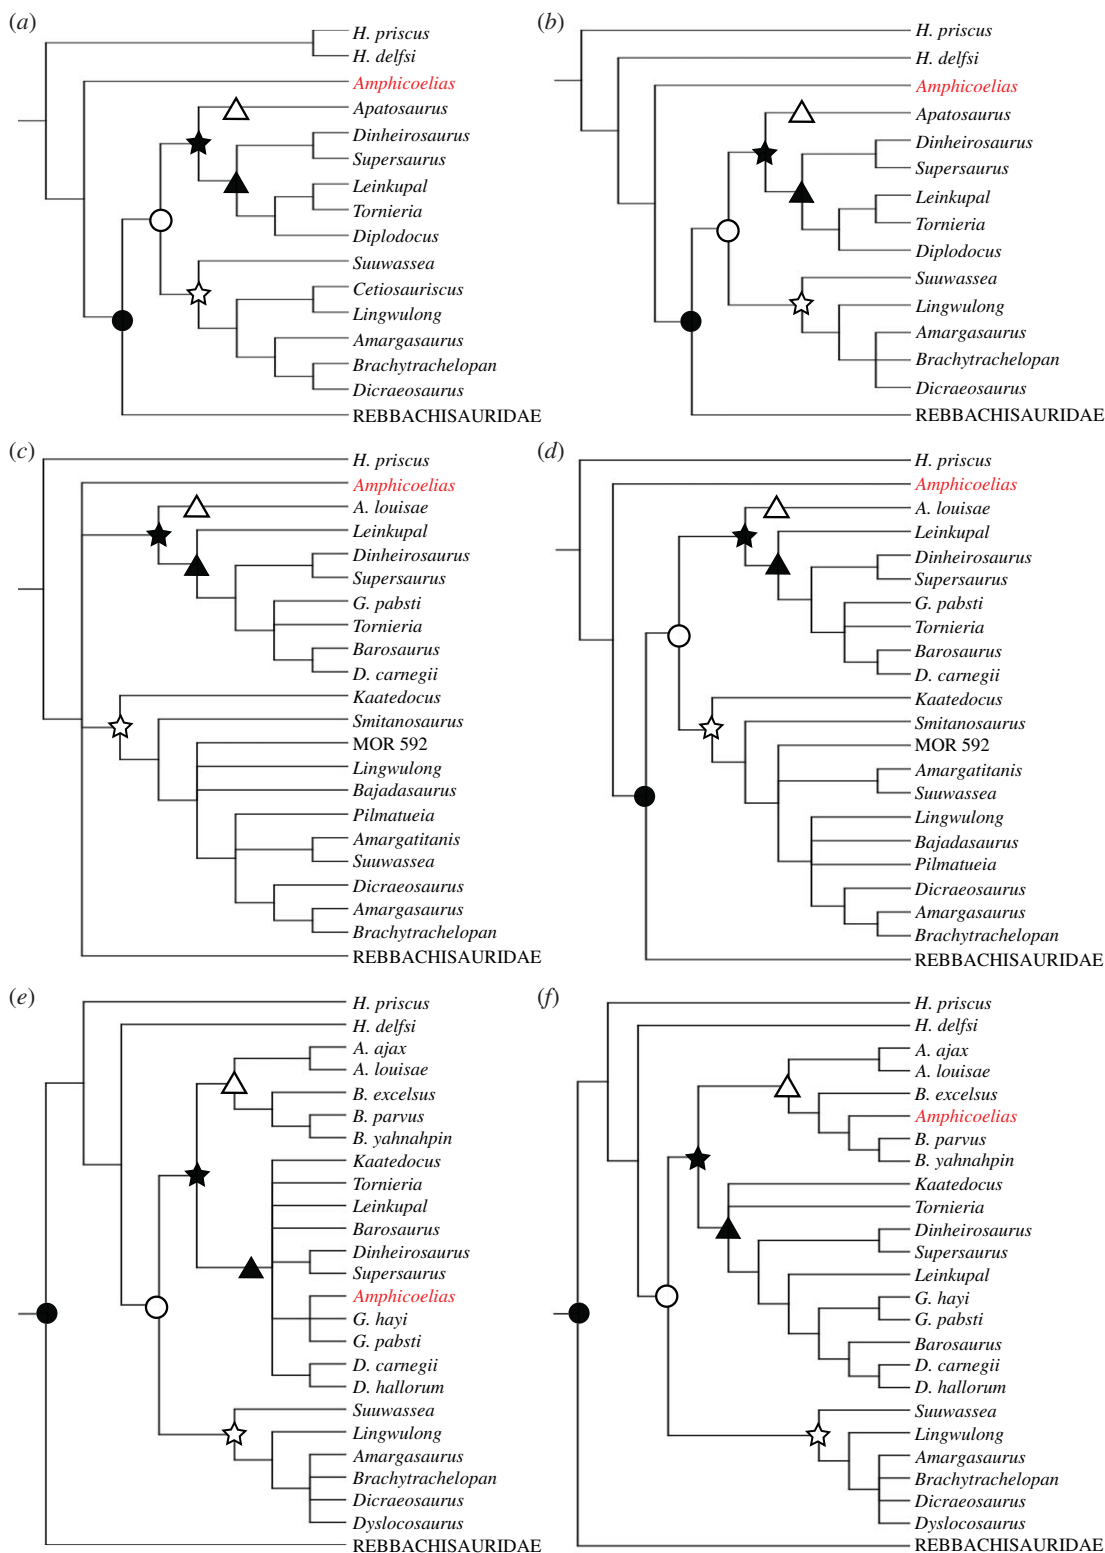 (a)
H. priscus
H. delfsi
Amphicoelias
Apatosaurus
Dinheirosaurus
Supersaurus
Leinkupal
Tornieria
Diplodocus
Suuwassea
Cetiosauriscus
Lingwulong
Amargasaurus
Brachytrachelopan
Dicraeosaurus
REBBACHISAURIDAE
(b)
H. priscus
H. delfsi
Amphicoelias
Apatosaurus
Dinheirosaurus
Supersaurus
Leinkupal
Tornieria
Diplodocus
Suuwassea
Lingwulong
Amargasaurus
Brachytrachelopan
Dicraeosaurus
REBBACHISAURIDAE
(c)
H. priscus
Amphicoelias
A. louisae
Leinkupal
Dinheirosaurus
Supersaurus
G. pabsti
Tornieria
Barosaurus
D. carnegii
Kaatedocus
Smitanosaurus
MOR 592
Lingwulong
Bajadasaurus
Pilmatueia
Amargatitanis
Suuwassea
Dicraeosaurus
Amargasaurus
Brachytrachelopan
REBBACHISAURIDAE
(d)
H. priscus
Amphicoelias
A. louisae
Leinkupal
Dinheirosaurus
Supersaurus
G. pabsti
Tornieria
Barosaurus
D. carnegii
Kaatedocus
Smitanosaurus
MOR 592
Amargatitanis
Suuwassea
Lingwulong
Bajadasaurus
Pilmatueia
Dicraeosaurus
Amargasaurus
Brachytrachelopan
REBBACHISAURIDAE
(e)
H. priscus
H. delfsi
A. ajax
A. louisae
B. excelsus
B. parvus
B. yahnahpin
Kaatedocus
Tornieria
Leinkupal
Barosaurus
Dinheirosaurus
Supersaurus
Amphicoelias
G. hayi
G. pabsti
D. carnegii
D. hallorum
Suuwassea
Lingwulong
Amargasaurus
Brachytrachelopan
Dicraeosaurus
Dyslocosaurus
REBBACHISAURIDAE
(f)
H. priscus
H. delfsi
A. ajax
A. louisae
B. excelsus
Amphicoelias
B. parvus
B. yahnahpin
Kaatedocus
Tornieria
Dinheirosaurus
Supersaurus
Leinkupal
G. hayi
G. pabsti
Barosaurus
D. carnegii
D. hallorum
Suuwassea
Lingwulong
Amargasaurus
Brachytrachelopan
Dicraeosaurus
Dyslocosaurus
REBBACHISAURIDAE